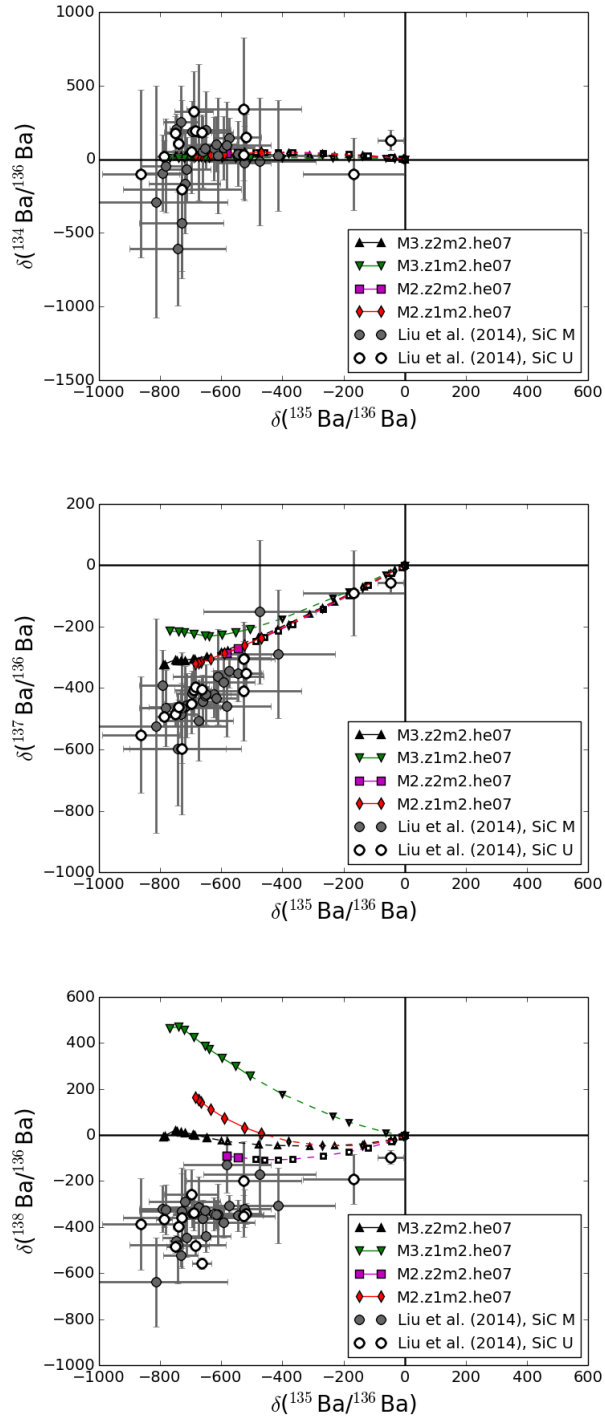 1000
500
0
−500
−1000
−1500
δ(¹³⁴Ba/¹³⁶Ba)
M3.z2m2.he07
M3.z1m2.he07
M2.z2m2.he07
M2.z1m2.he07
Liu et al. (2014), SiC M
Liu et al. (2014), SiC U
−1000 −800 −600 −400 −200 0 200 400 600
δ(¹³⁵Ba/¹³⁶Ba)
200
0
−200
−400
−600
−800
−1000
δ(¹³⁷Ba/¹³⁶Ba)
M3.z2m2.he07
M3.z1m2.he07
M2.z2m2.he07
M2.z1m2.he07
Liu et al. (2014), SiC M
Liu et al. (2014), SiC U
−1000 −800 −600 −400 −200 0 200 400 600
δ(¹³⁵Ba/¹³⁶Ba)
600
400
200
0
−200
−400
−600
−800
−1000
δ(¹³⁸Ba/¹³⁶Ba)
M3.z2m2.he07
M3.z1m2.he07
M2.z2m2.he07
M2.z1m2.he07
Liu et al. (2014), SiC M
Liu et al. (2014), SiC U
−1000 −800 −600 −400 −200 0 200 400 600
δ(¹³⁵Ba/¹³⁶Ba)